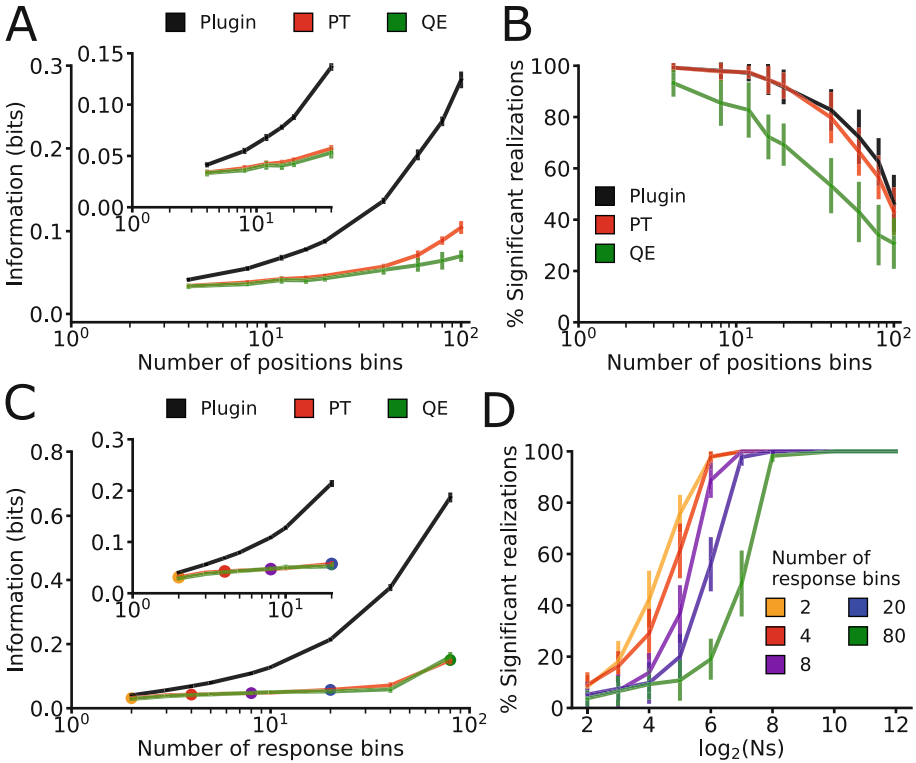 A
Plugin PT QE
Information (bits)
0.3
0.2
0.1
0.0
0.15
0.10
0.05
0.00
10^0 10^1
10^0 10^1 10^2
Number of positions bins
B
% Significant realizations
100
80
60
40
20
0
Plugin
PT
QE
10^0 10^1 10^2
Number of positions bins
C
Plugin PT QE
Information (bits)
0.8
0.6
0.4
0.2
0.0
0.3
0.2
0.1
0.0
10^0 10^1
10^0 10^1 10^2
Number of response bins
D
% Significant realizations
100
80
60
40
20
0
Number of
response bins
2 20
4 80
8
2 4 6 8 10 12
log₂(Ns)